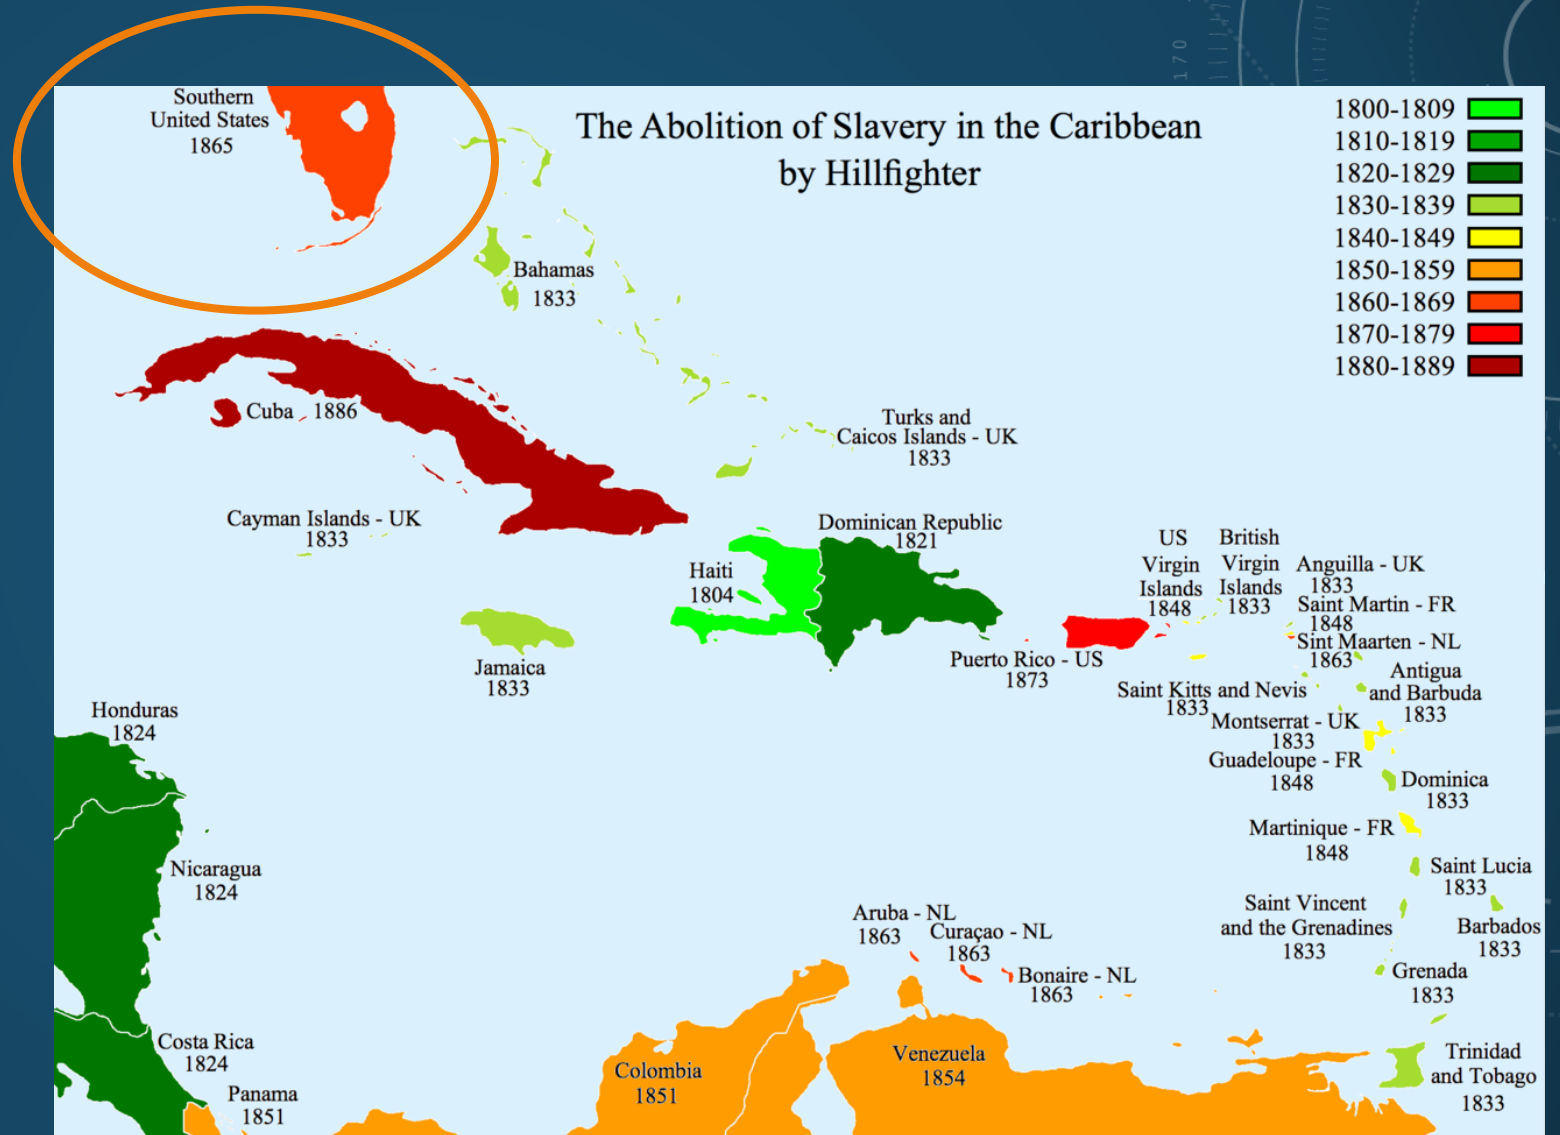 170
Southern
United States
1865
The Abolition of Slavery in the Caribbean
by Hillfighter
1800-1809
1810-1819
1820-1829
1830-1839
1840-1849
1850-1859
1860-1869
1870-1879
1880-1889
Bahamas
1833
Cuba 1886
Turks and
Caicos Islands - UK
1833
Cayman Islands - UK
1833
Dominican Republic
1821
Haiti
1804
Jamaica
1833
Puerto Rico - US
1873
US
Virgin
Islands
1848
British
Virgin
Islands
1833
Anguilla - UK
1833
Saint Martin - FR
1848
Sint Maarten - NL
1863
Antigua
and Barbuda
1833
Saint Kitts and Nevis
1833
Montserrat - UK
1833
Guadeloupe - FR
1848
Dominica
1833
Martinique - FR
1848
Saint Lucia
1833
Saint Vincent
and the Grenadines
1833
Barbados
1833
Grenada
1833
Honduras
1824
Nicaragua
1824
Costa Rica
1824
Panama
1851
Aruba - NL
1863
Curaçao - NL
1863
Bonaire - NL
1863
Colombia
1851
Venezuela
1854
Trinidad
and Tobago
1833